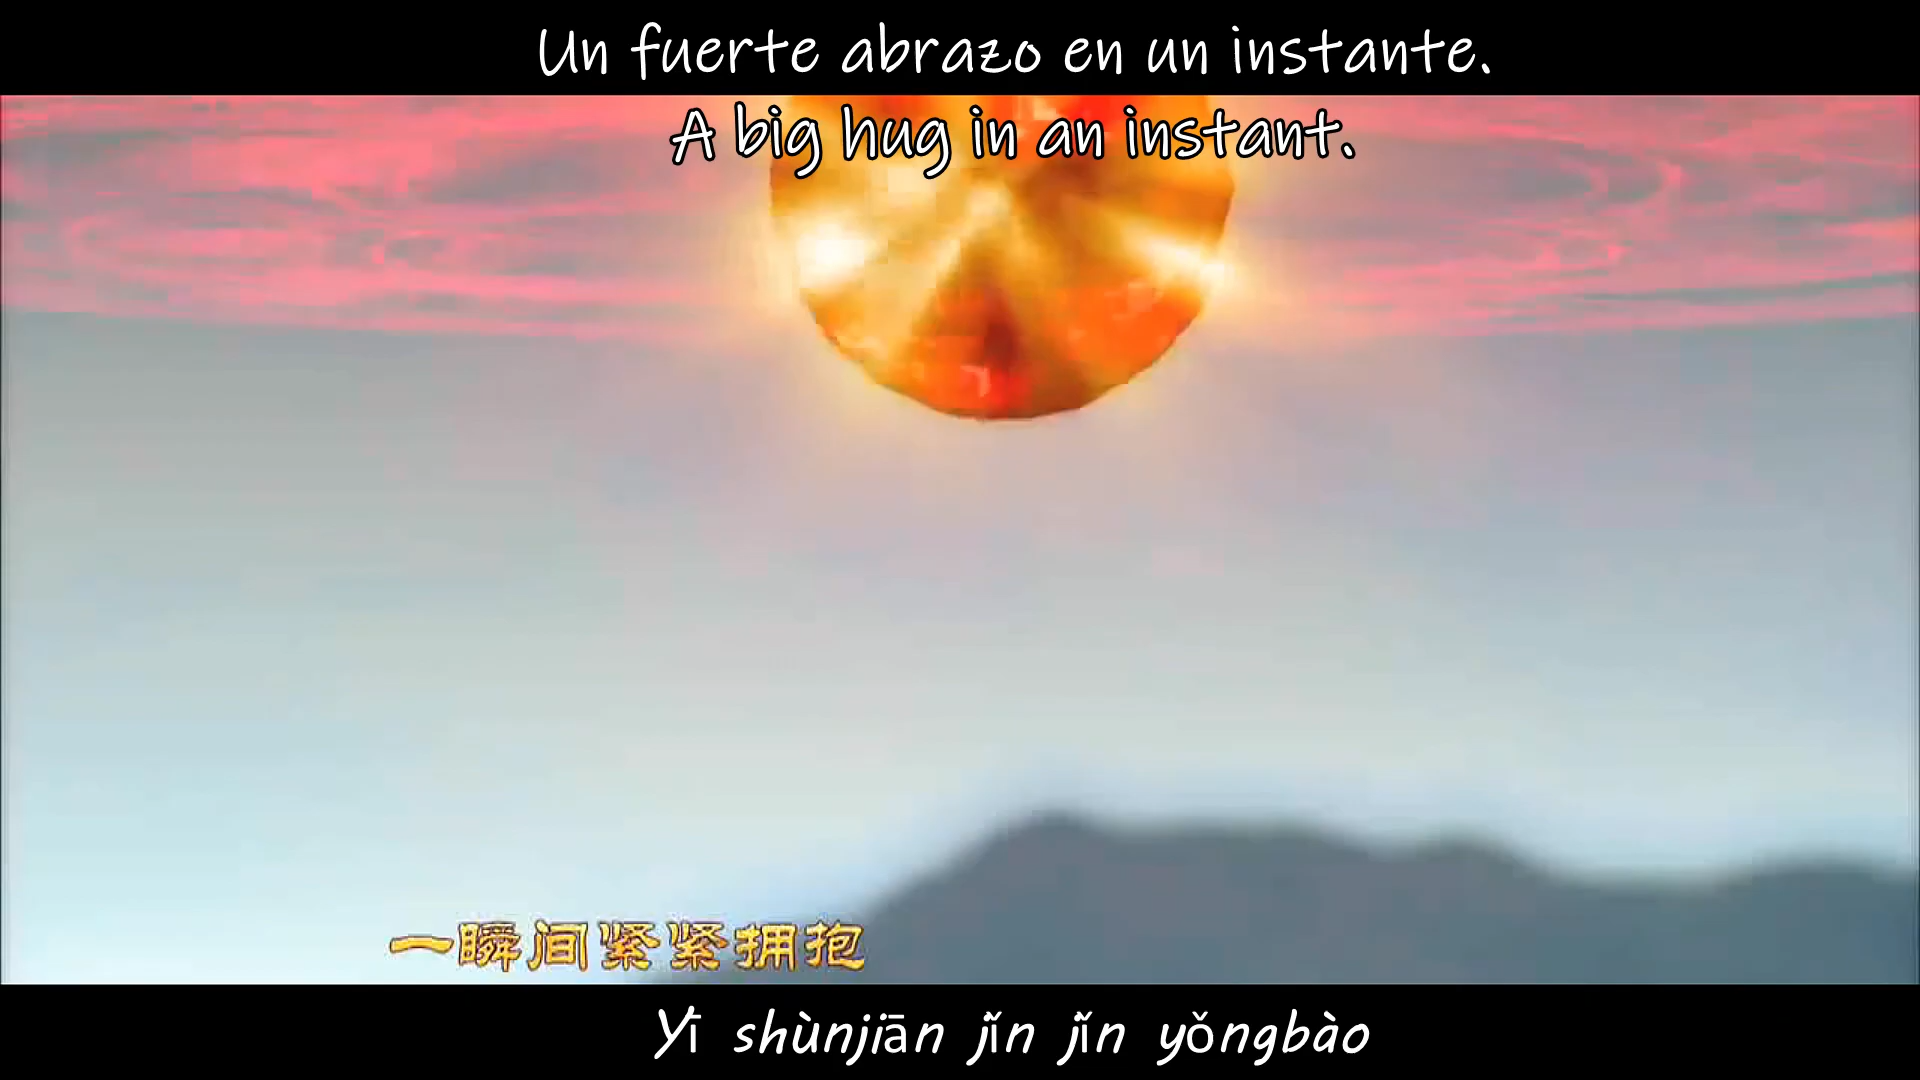 Un fuerte abrazo en un instante.
A big hug in an instant.
一瞬间紧紧拥抱
Yī shùnjiān jǐn jǐn yǒngbào